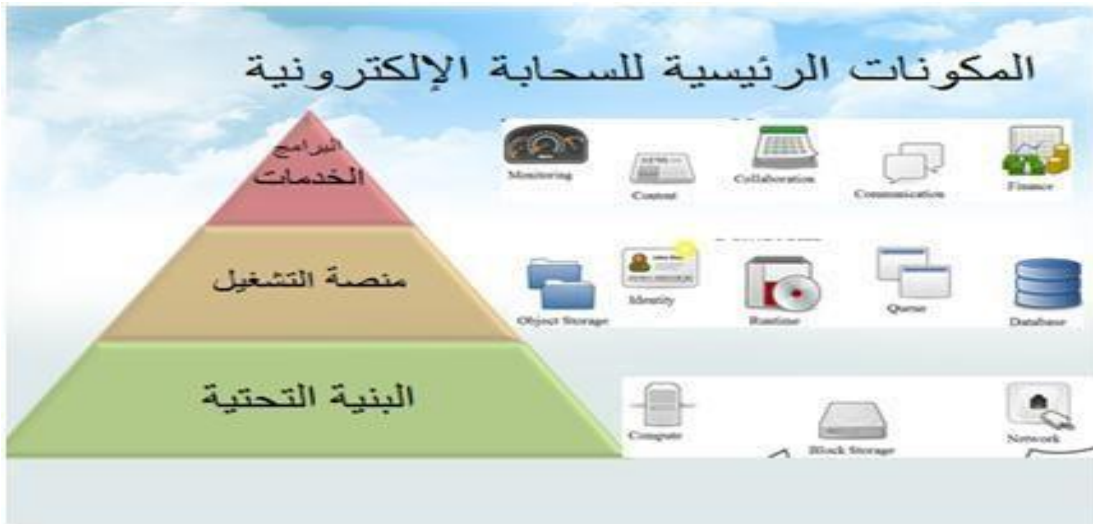 المكونات الرئيسية للسحابة الإلكترونية
البرامج
الخدمات
Monitoring
Content
Collaboration
Communication
Finance
منصة التشغيل
Object Storage
Identity
Runtime
Queue
Database
البنية التحتية
Compute
Block Storage
Network